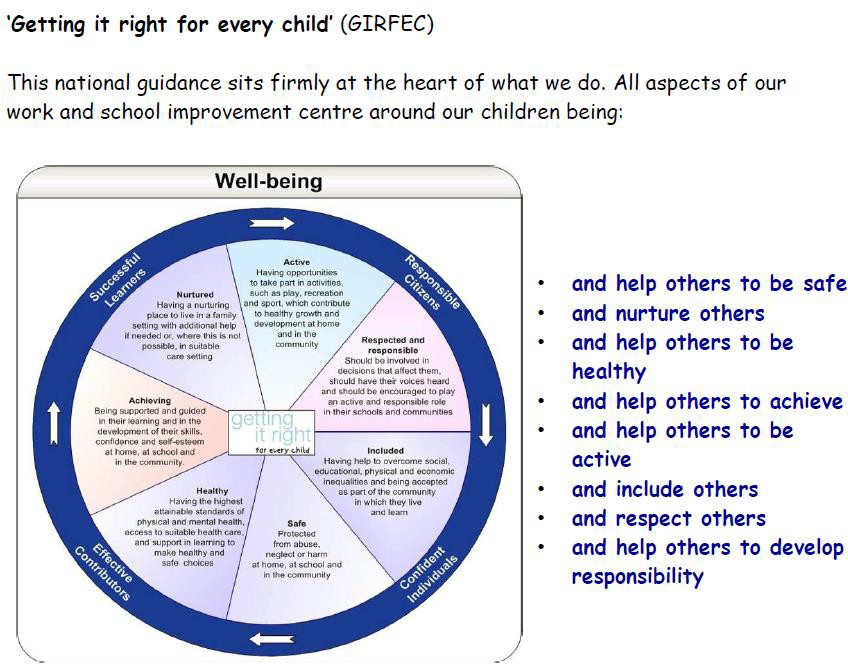 ‘Getting it right for every child’ (GIRFEC)
This national guidance sits firmly at the heart of what we do. All aspects of our
work and school improvement centre around our children being:
Well-being
Successful
Learners
Responsible
Citizens
Confident
Individuals
Effective
Contributors
Active
Having opportunities
to take part in activities,
such as play, recreation
and sport, which contribute
to healthy growth and
development at home
and in the
community
Respected and
responsible
Should be involved in
decisions that affect them,
should have their voices heard
and should be encouraged to play
an active and responsible role
in their schools and communities
Included
Having help to overcome social,
educational, physical and economic
inequalities and being accepted
as part of the community
in which they live
and learn
Safe
Protected
from abuse,
neglect or harm
at home, at school and
in the community
Healthy
Having the highest
attainable standards of
physical and mental health,
access to suitable health care,
and support in learning to
make healthy and
safe choices
Achieving
Being supported and guided
in their learning and in the
development of their skills,
confidence and self-esteem
at home, at school and
in the community.
Nurtured
Having a nurturing
place to live in a family
setting with additional help
if needed or, where this is not
possible, in suitable
care setting
getting
it right
for every child
• and help others to be safe
• and nurture others
• and help others to be
healthy
• and help others to achieve
• and help others to be
active
• and include others
• and respect others
• and help others to develop
responsibility